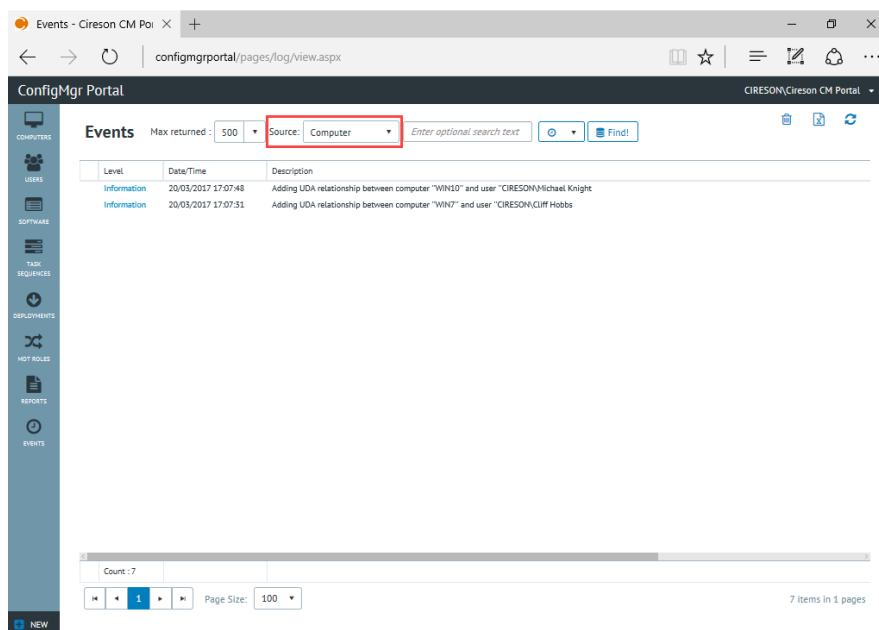 Events - Cireson CM Por
configmgrportal/pages/log/view.aspx
ConfigMgr Portal
CIRESON\Cireson CM Portal
COMPUTERS
USERS
SOFTWARE
TASK
SEQUENCES
DEPLOYMENTS
MDT ROLES
REPORTS
EVENTS
NEW
Events Max returned : 500 Source: Computer Enter optional search text Find!
Level Date/Time Description
Information 20/03/2017 17:07:48 Adding UDA relationship between computer "WIN10" and user "CIRESON\Michael Knight
Information 20/03/2017 17:07:31 Adding UDA relationship between computer "WIN7" and user "CIRESON\Cliff Hobbs
Count : 7
1 Page Size: 100 7 items in 1 pages